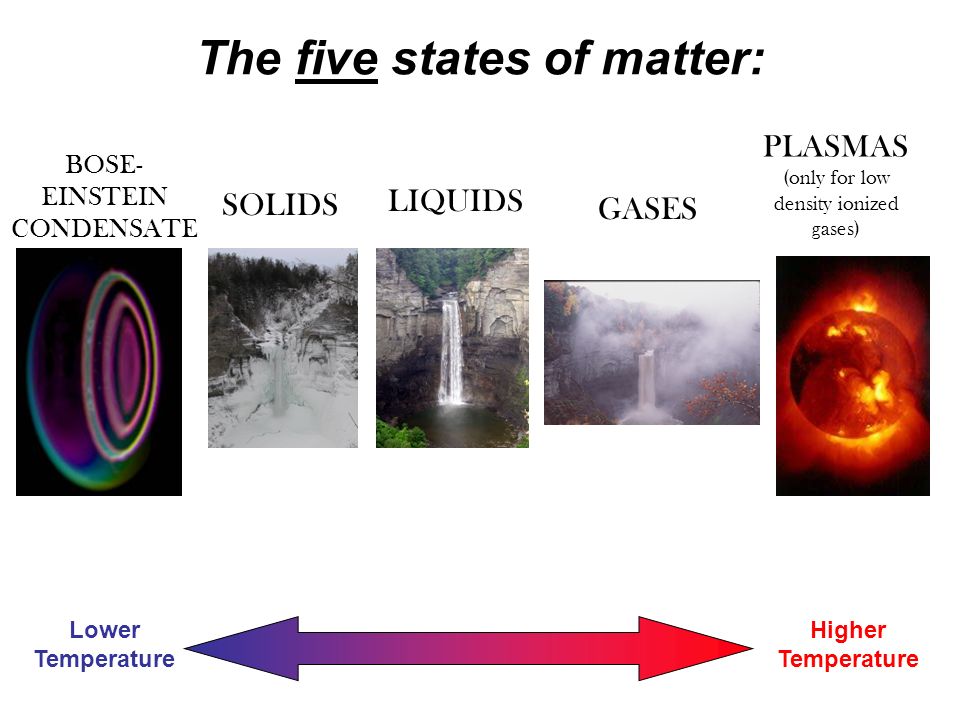 The five states of matter:
BOSE-
EINSTEIN
CONDENSATE
SOLIDS
LIQUIDS
GASES
PLASMAS
(only for low
density ionized
gases)
Lower
Temperature
Higher
Temperature